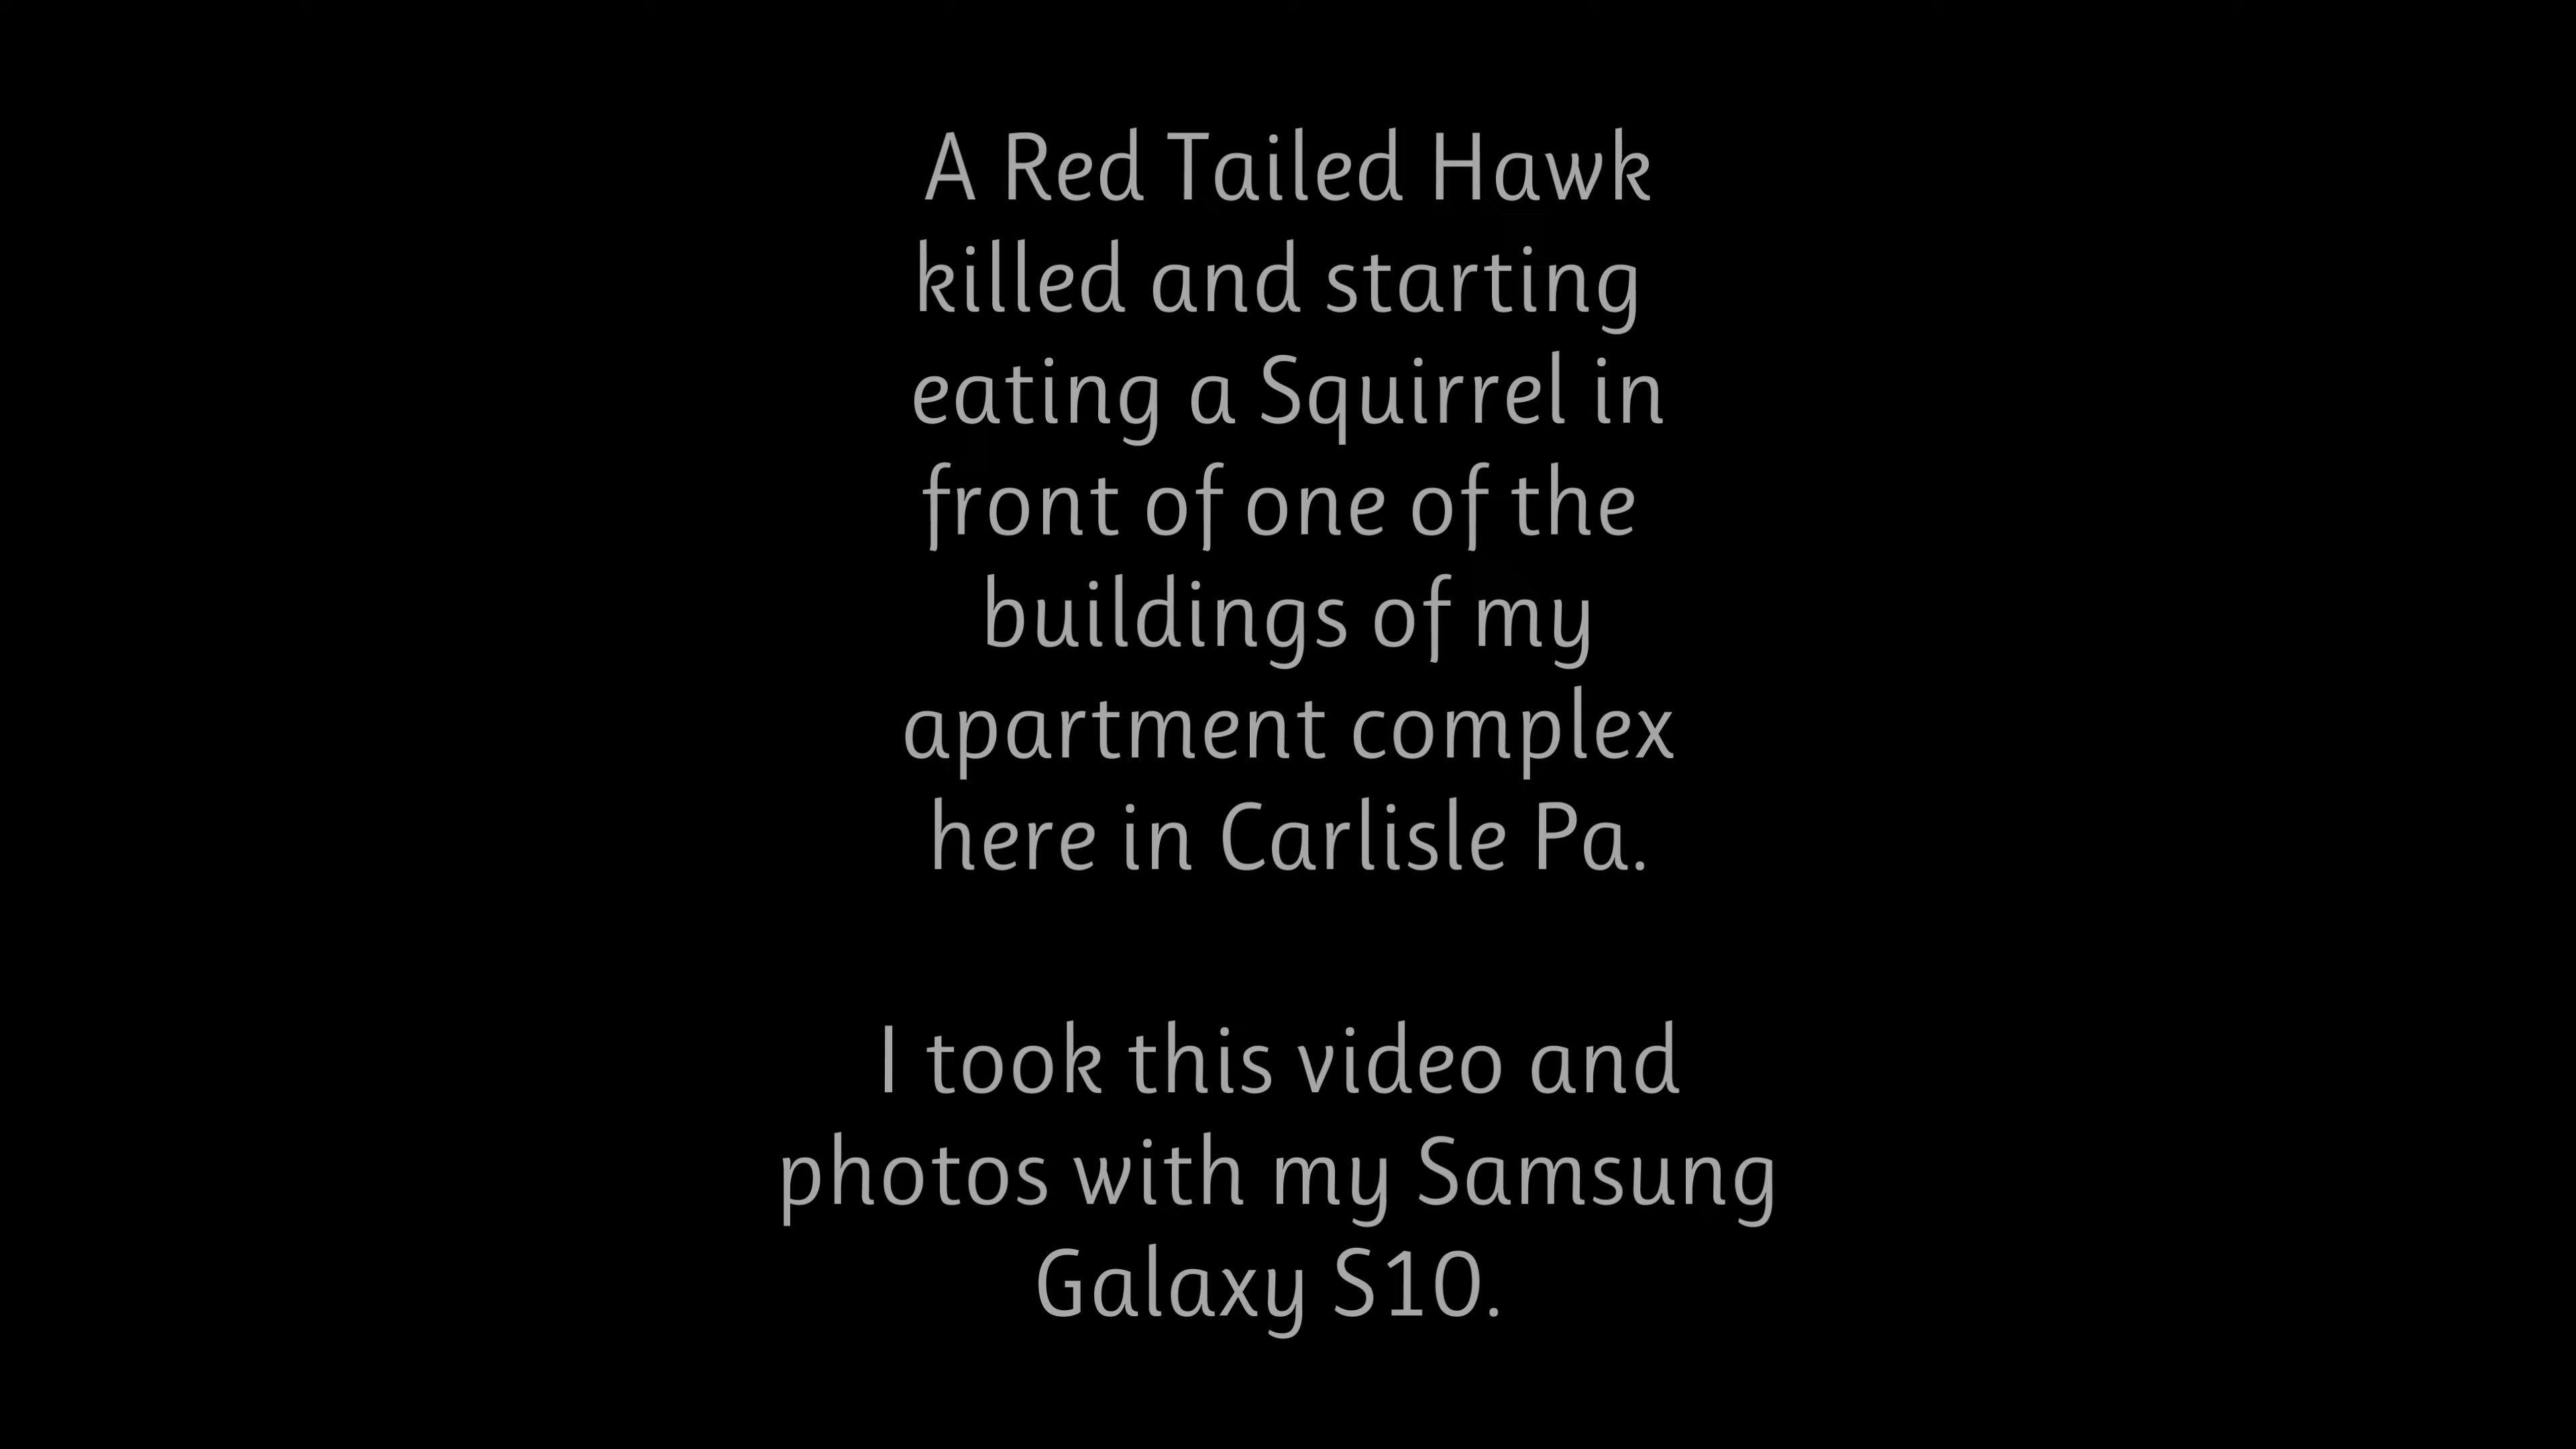 A Red Tailed Hawk
killed and starting
eating a Squirrel in
front of one of the
buildings of my
apartment complex
here in Carlisle Pa.
I took this video and
photos with my Samsung
Galaxy S10.